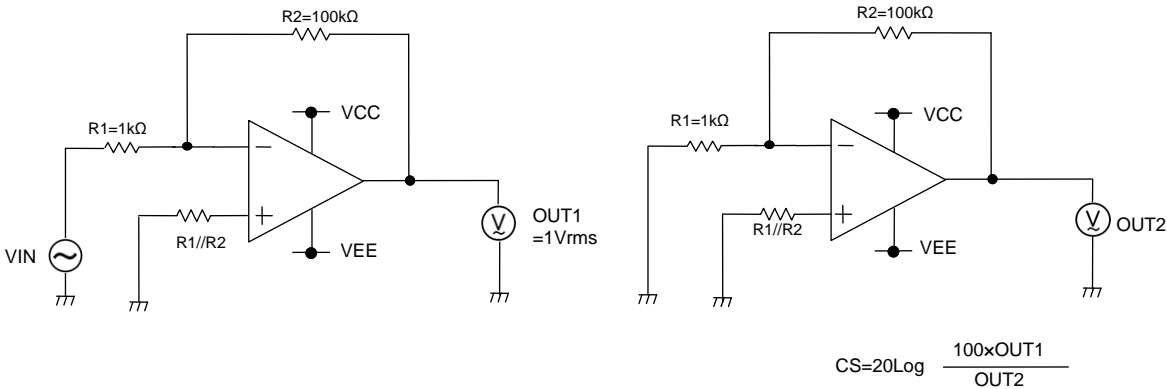 R2=100kΩ
VCC
R1=1kΩ
−
+
R1//R2
VEE
VIN
V
OUT1
=1Vrms
R2=100kΩ
VCC
R1=1kΩ
−
+
R1//R2
VEE
V
OUT2
CS=20Log 100×OUT1
OUT2